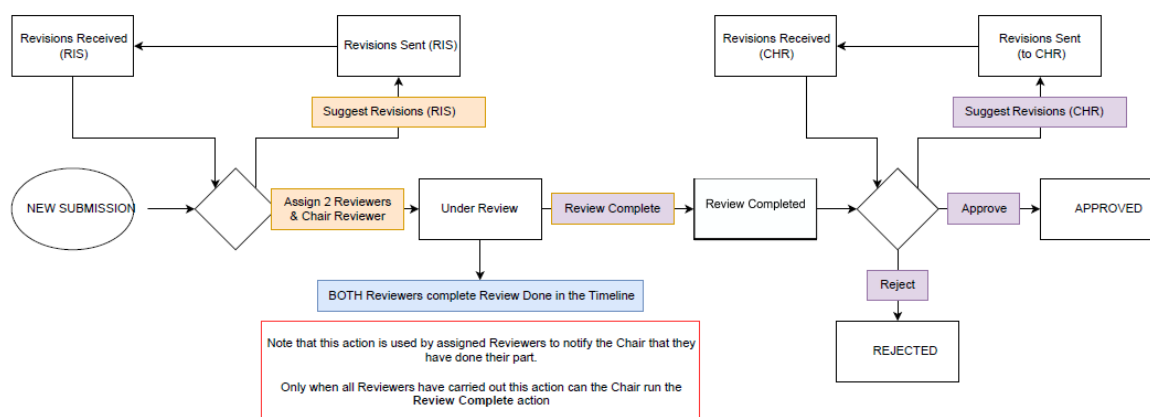 Revisions Received
(RIS)
Revisions Sent (RIS)
Revisions Received
(CHR)
Revisions Sent
(to CHR)
Suggest Revisions (RIS)
Suggest Revisions (CHR)
NEW SUBMISSION
Assign 2 Reviewers
& Chair Reviewer
Under Review
Review Complete
Review Completed
Approve
APPROVED
Reject
BOTH Reviewers complete Review Done in the Timeline
REJECTED
Note that this action is used by assigned Reviewers to notify the Chair that they
have done their part.
Only when all Reviewers have carried out this action can the Chair run the
Review Complete action